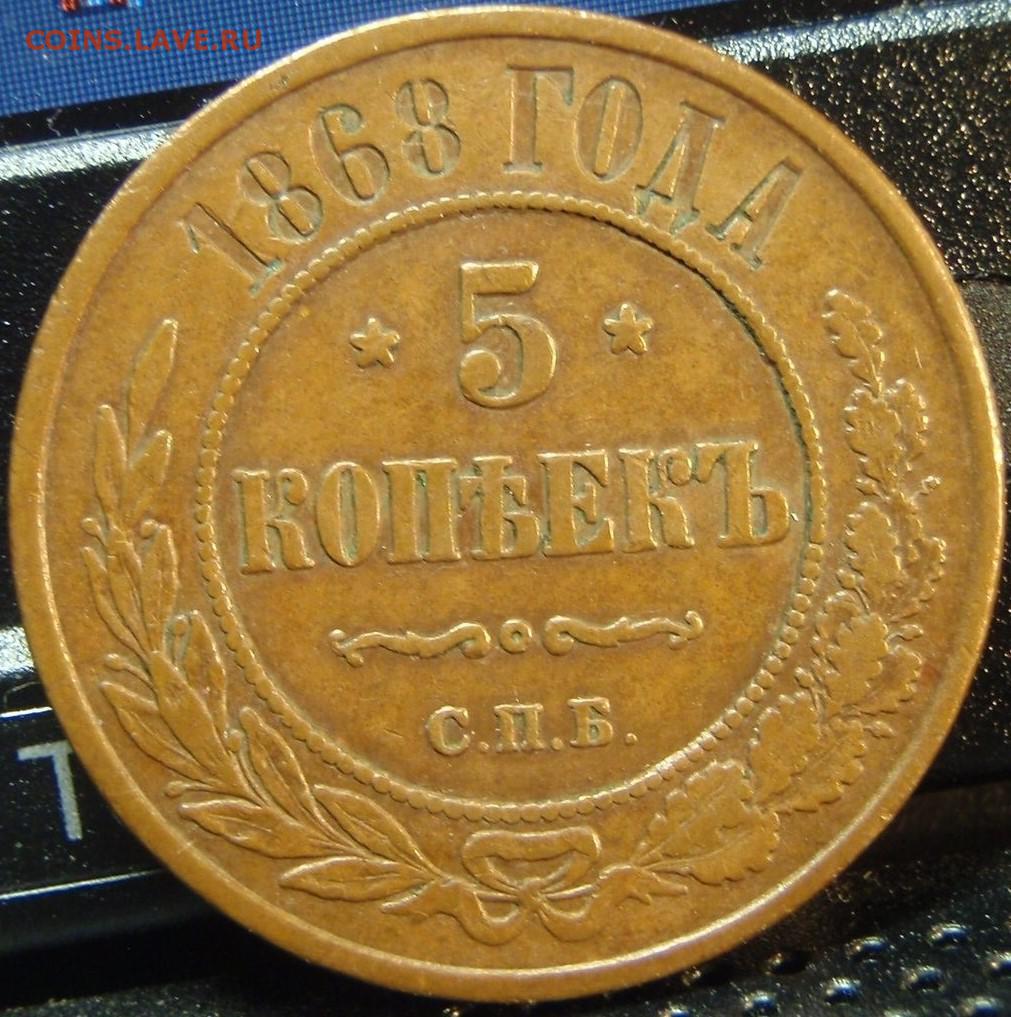 COINS.LAVE.RU
1868 ГОДА
5
КОПѢЕКЪ
С.П.Б.
T